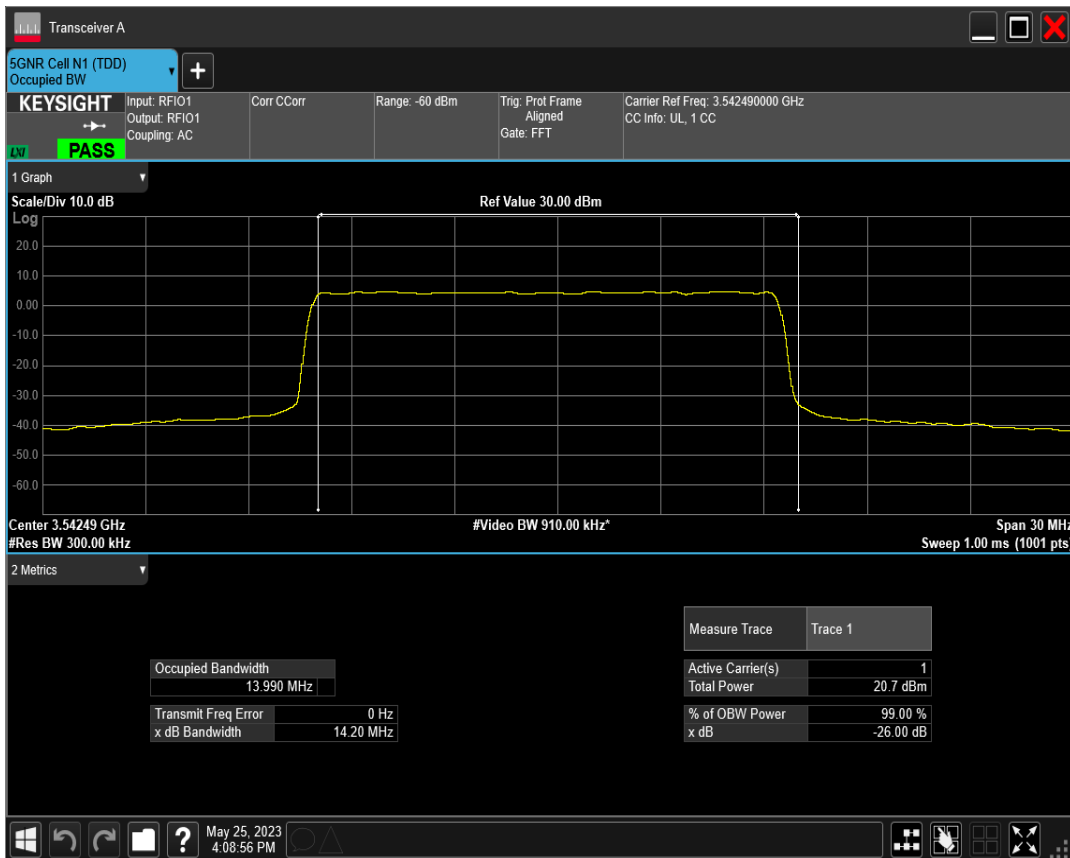 Transceiver A
5GNR Cell N1 (TDD)
Occupied BW
+
KEYSIGHT
LXI
PASS
Input: RFIO1
Output: RFIO1
Coupling: AC
Corr CCorr
Range: -60 dBm
Trig: Prot Frame
Aligned
Gate: FFT
Carrier Ref Freq: 3.542490000 GHz
CC Info: UL, 1 CC
1 Graph
Scale/Div 10.0 dB
Ref Value 30.00 dBm
Log
20.0
10.0
0.00
-10.0
-20.0
-30.0
-40.0
-50.0
-60.0
Center 3.54249 GHz
#Video BW 910.00 kHz*
Span 30 MHz
#Res BW 300.00 kHz
Sweep 1.00 ms (1001 pts)
2 Metrics
Measure Trace Trace 1
Occupied Bandwidth
13.990 MHz
Active Carrier(s) 1
Total Power 20.7 dBm
Transmit Freq Error 0 Hz
x dB Bandwidth 14.20 MHz
% of OBW Power 99.00 %
x dB -26.00 dB
?
May 25, 2023
4:08:56 PM